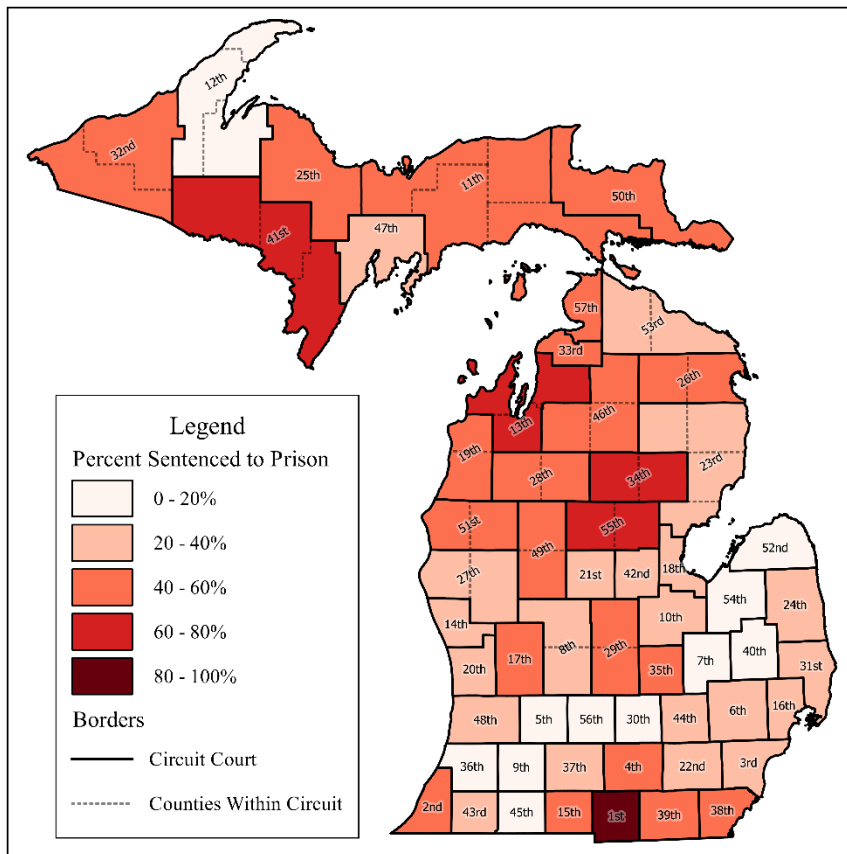 12th
32nd
25th
11th
50th
41st
47th
57th
53rd
33rd
26th
13th
46th
19th
23rd
28th
34th
51st
55th
49th
52nd
27th
21st
42nd
18th
54th
24th
14th
10th
8th
29th
7th
40th
17th
20th
35th
31st
48th
5th
56th
30th
44th
6th
16th
36th
9th
37th
4th
22nd
3rd
2nd
43rd
45th
15th
1st
39th
38th
Legend
Percent Sentenced to Prison
0 - 20%
20 - 40%
40 - 60%
60 - 80%
80 - 100%
Borders
Circuit Court
Counties Within Circuit